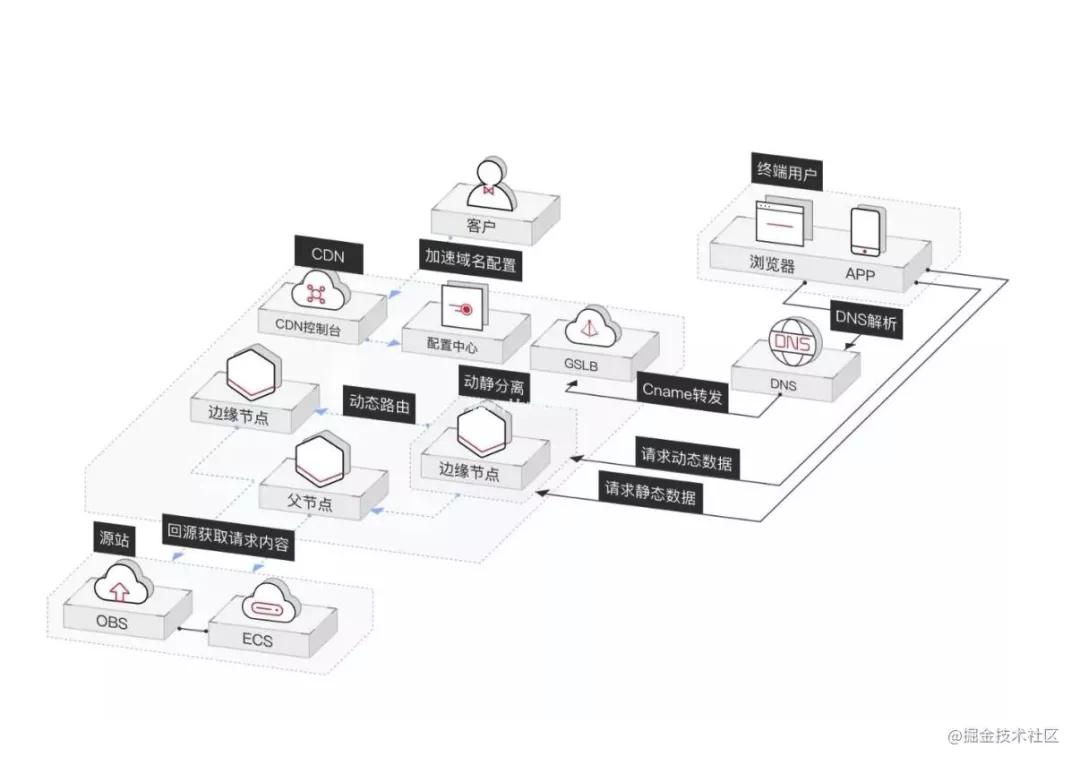 终端用户
客户
浏览器
APP
CDN
加速域名配置
CDN控制台
配置中心
GSLB
DNS解析
DNS
DNS
动静分离
Cname转发
边缘节点
动态路由
边缘节点
请求动态数据
父节点
请求静态数据
源站
回源获取请求内容
OBS
ECS
@掘金技术社区